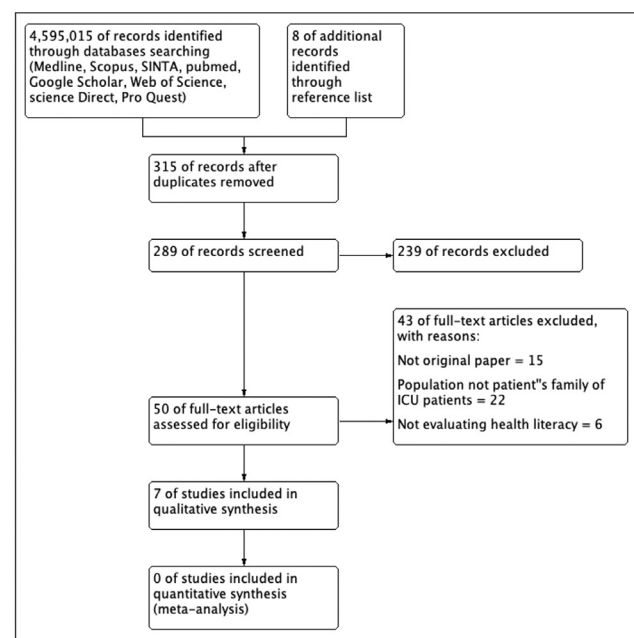 4,595,015 of records identified
through databases searching
(Medline, Scopus, SINTA, pubmed,
Google Scholar, Web of Science,
science Direct, Pro Quest)
8 of additional
records
identified
through
reference list
315 of records after
duplicates removed
289 of records screened
239 of records excluded
43 of full-text articles excluded,
with reasons:
Not original paper = 15
Population not patient"s family of
ICU patients = 22
Not evaluating health literacy = 6
50 of full-text articles
assessed for eligibility
7 of studies included in
qualitative synthesis
0 of studies included in
quantitative synthesis
(meta-analysis)